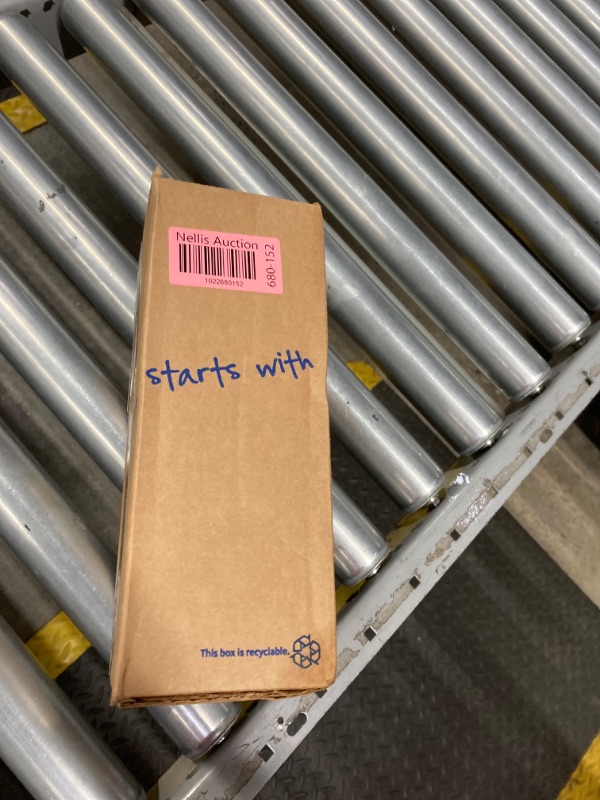 Nellis Auction
1022680152
680-152
starts with
This box is recyclable.